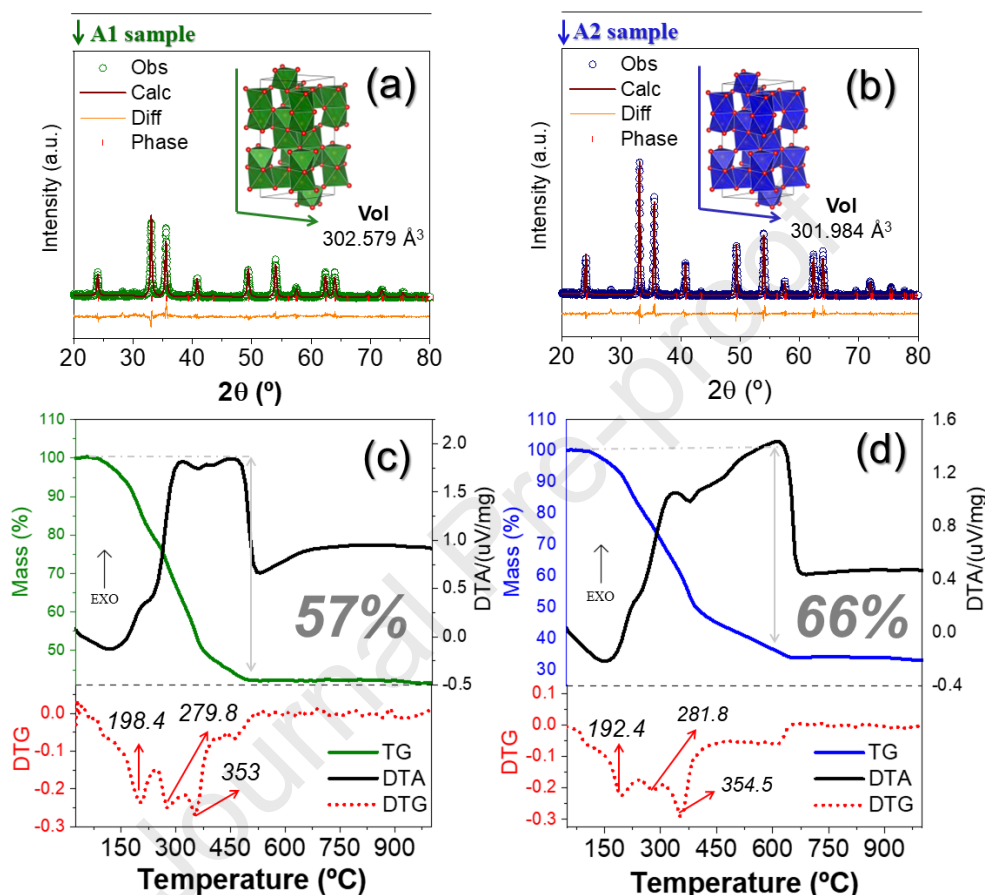 A1 sample
Obs
Calc
Diff
Phase
(a)
Vol
302.579 Å3
Intensity (a.u.)
20 30 40 50 60 70 80
2θ (º)
A2 sample
Obs
Calc
Diff
Phase
(b)
Vol
301.984 Å3
Intensity (a.u.)
20 30 40 50 60 70 80
2θ (º)
(c)
110
100
90
80
70
60
50
Mass (%)
2.0
1.5
1.0
0.5
0.0
-0.5
DTA/(uV/mg)
EXO
57%
0.0
-0.1
-0.2
-0.3
DTG
198.4
279.8
353
TG
DTA
DTG
150 300 450 600 750 900
Temperature (ºC)
(d)
110
100
90
80
70
60
50
40
30
Mass (%)
1.6
1.2
0.8
0.4
0.0
-0.4
DTA/(uV/mg)
EXO
66%
0.1
0.0
-0.1
-0.2
-0.3
DTG
192.4
281.8
354.5
TG
DTA
DTG
150 300 450 600 750 900
Temperature (ºC)
Journal Pre-proof